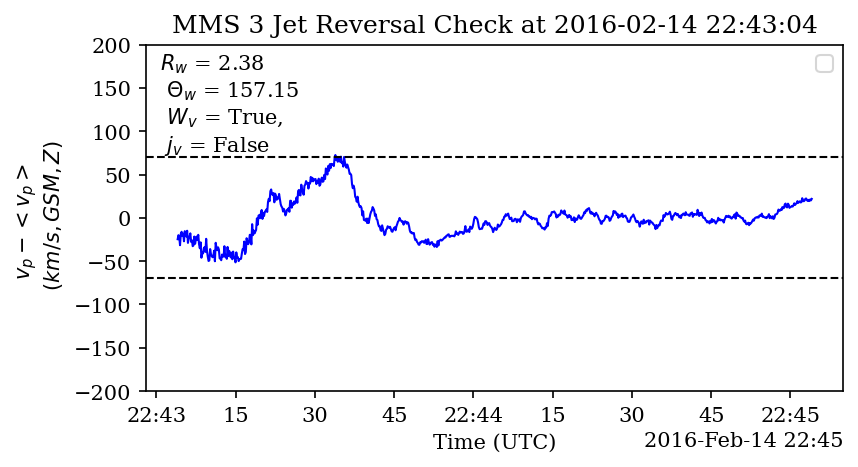 MMS 3 Jet Reversal Check at 2016-02-14 22:43:04
200
150
100
50
0
−50
−100
−150
−200
v_p − < v_p >
(km/s, GSM, Z)
R_w = 2.38
Θ_w = 157.15
W_v = True,
j_v = False
22:43 15 30 45 22:44 15 30 45 22:45
Time (UTC)
2016-Feb-14 22:45